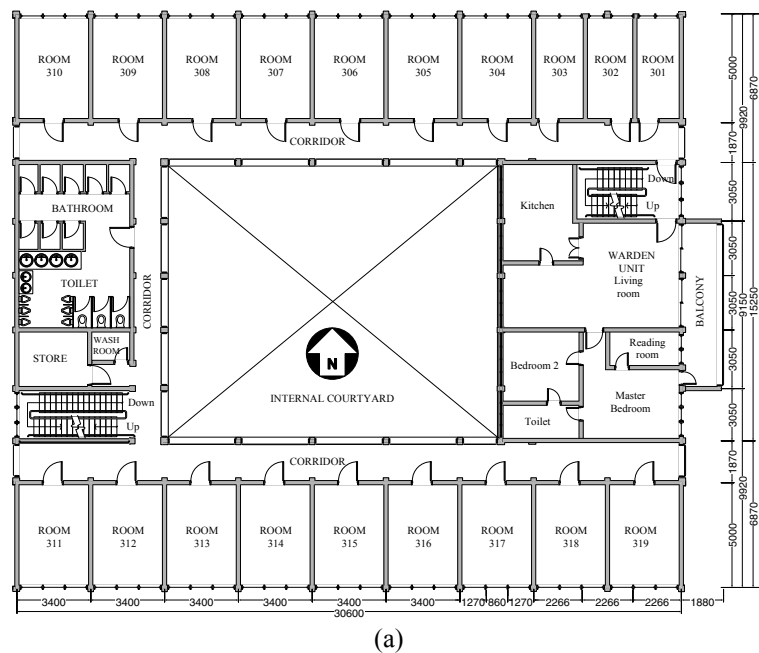 ROOM 310
ROOM 309
ROOM 308
ROOM 307
ROOM 306
ROOM 305
ROOM 304
ROOM 303
ROOM 302
ROOM 301
CORRIDOR
BATHROOM
TOILET
WASH
ROOM
STORE
Down
Up
CORRIDOR
N
INTERNAL COURTYARD
Kitchen
Down
Up
WARDEN
UNIT
Living
room
BALCONY
Reading
room
Bedroom 2
Master
Bedroom
Toilet
CORRIDOR
ROOM 311
ROOM 312
ROOM 313
ROOM 314
ROOM 315
ROOM 316
ROOM 317
ROOM 318
ROOM 319
5000
1870
3050
3050
3050
3050
3050
1870
5000
9920
9150
9920
6870
15250
6870
3400
3400
3400
3400
3400
3400
1270
860
1270
2266
2266
2266
1880
30600
(a)